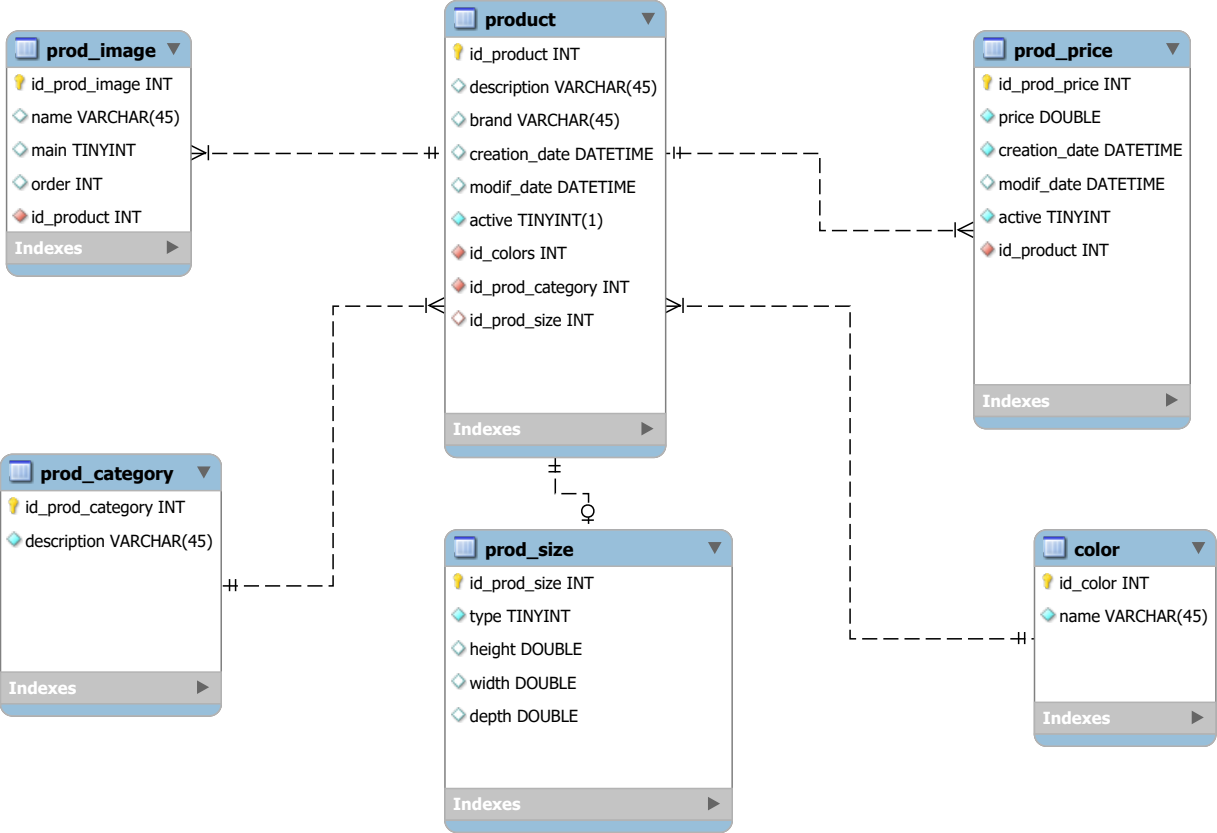 prod_image
id_prod_image INT
name VARCHAR(45)
main TINYINT
order INT
id_product INT
Indexes
product
id_product INT
description VARCHAR(45)
brand VARCHAR(45)
creation_date DATETIME
modif_date DATETIME
active TINYINT(1)
id_colors INT
id_prod_category INT
id_prod_size INT
Indexes
prod_price
id_prod_price INT
price DOUBLE
creation_date DATETIME
modif_date DATETIME
active TINYINT
id_product INT
Indexes
prod_category
id_prod_category INT
description VARCHAR(45)
Indexes
prod_size
id_prod_size INT
type TINYINT
height DOUBLE
width DOUBLE
depth DOUBLE
Indexes
color
id_color INT
name VARCHAR(45)
Indexes